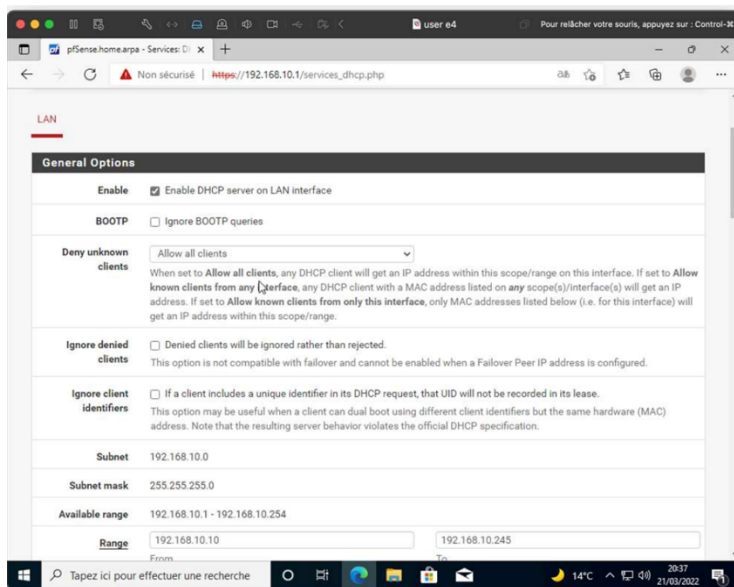 user e4
Pour relâcher votre souris, appuyez sur : Control-⌘
pfSense.home.arpa - Services: D
Non sécurisé | https://192.168.10.1/services_dhcp.php
LAN
General Options
Enable Enable DHCP server on LAN interface
BOOTP Ignore BOOTP queries
Deny unknown clients Allow all clients
When set to Allow all clients, any DHCP client will get an IP address within this scope/range on this interface. If set to Allow
known clients from any interface, any DHCP client with a MAC address listed on any scope(s)/interface(s) will get an IP
address. If set to Allow known clients from only this interface, only MAC addresses listed below (i.e. for this interface) will
get an IP address within this scope/range.
Ignore denied clients Denied clients will be ignored rather than rejected.
This option is not compatible with failover and cannot be enabled when a Failover Peer IP address is configured.
Ignore client identifiers If a client includes a unique identifier in its DHCP request, that UID will not be recorded in its lease.
This option may be useful when a client can dual boot using different client identifiers but the same hardware (MAC)
address. Note that the resulting server behavior violates the official DHCP specification.
Subnet 192.168.10.0
Subnet mask 255.255.255.0
Available range 192.168.10.1 - 192.168.10.254
Range 192.168.10.10 192.168.10.245
From To
Tapez ici pour effectuer une recherche
14°C
20:37
21/03/2022